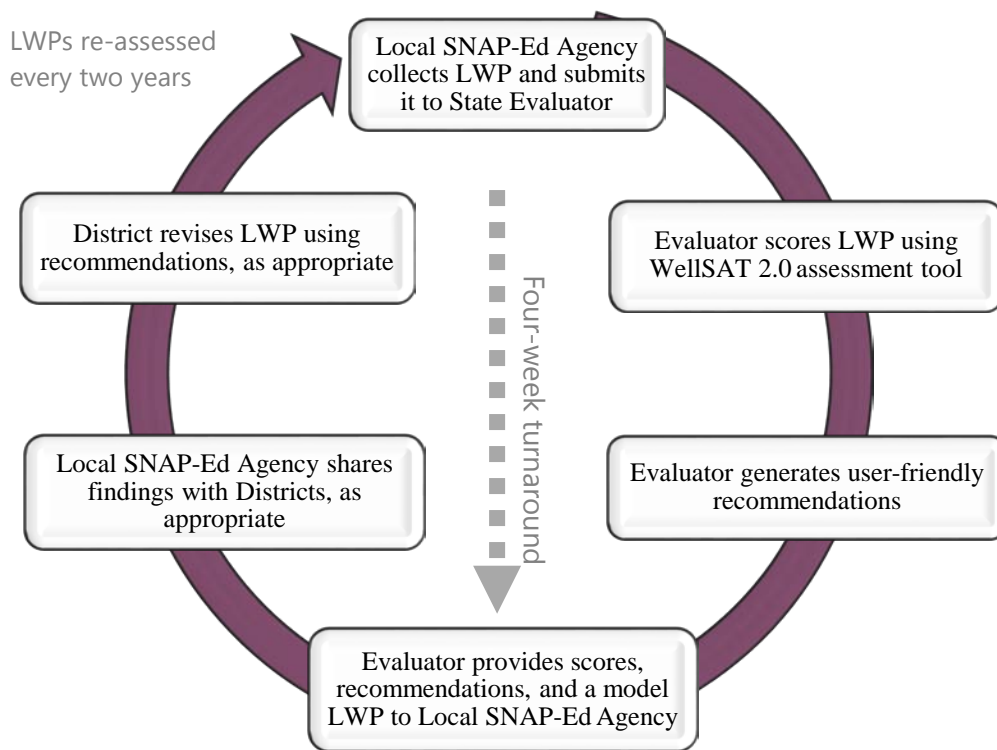 LWPs re-assessed
every two years
Local SNAP-Ed Agency
collects LWP and submits
it to State Evaluator
Evaluator scores LWP using
WellSAT 2.0 assessment tool
Evaluator generates user-friendly
recommendations
Evaluator provides scores,
recommendations, and a model
LWP to Local SNAP-Ed Agency
Local SNAP-Ed Agency shares
findings with Districts, as
appropriate
District revises LWP using
recommendations, as appropriate
Four-week turnaround